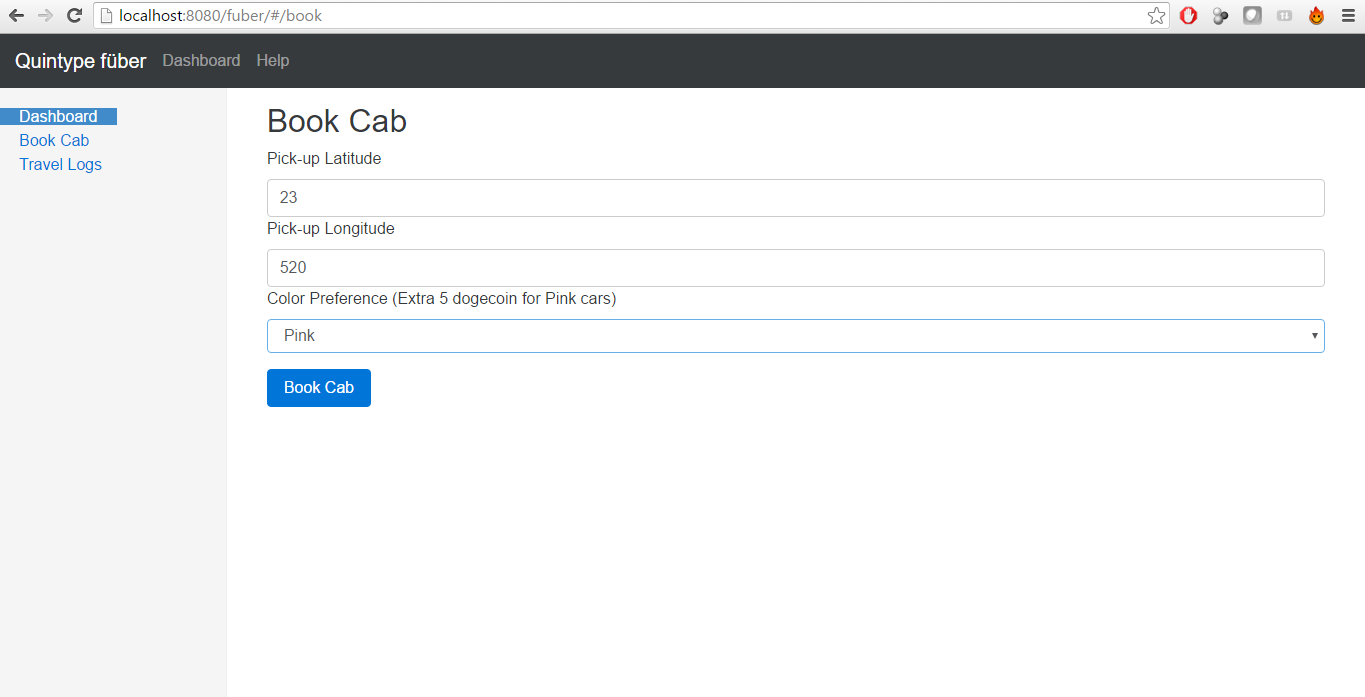 localhost:8080/fuber/#/book
Quintype füber Dashboard Help
Dashboard
Book Cab
Travel Logs
Book Cab
Pick-up Latitude
23
Pick-up Longitude
520
Color Preference (Extra 5 dogecoin for Pink cars)
Pink
Book Cab